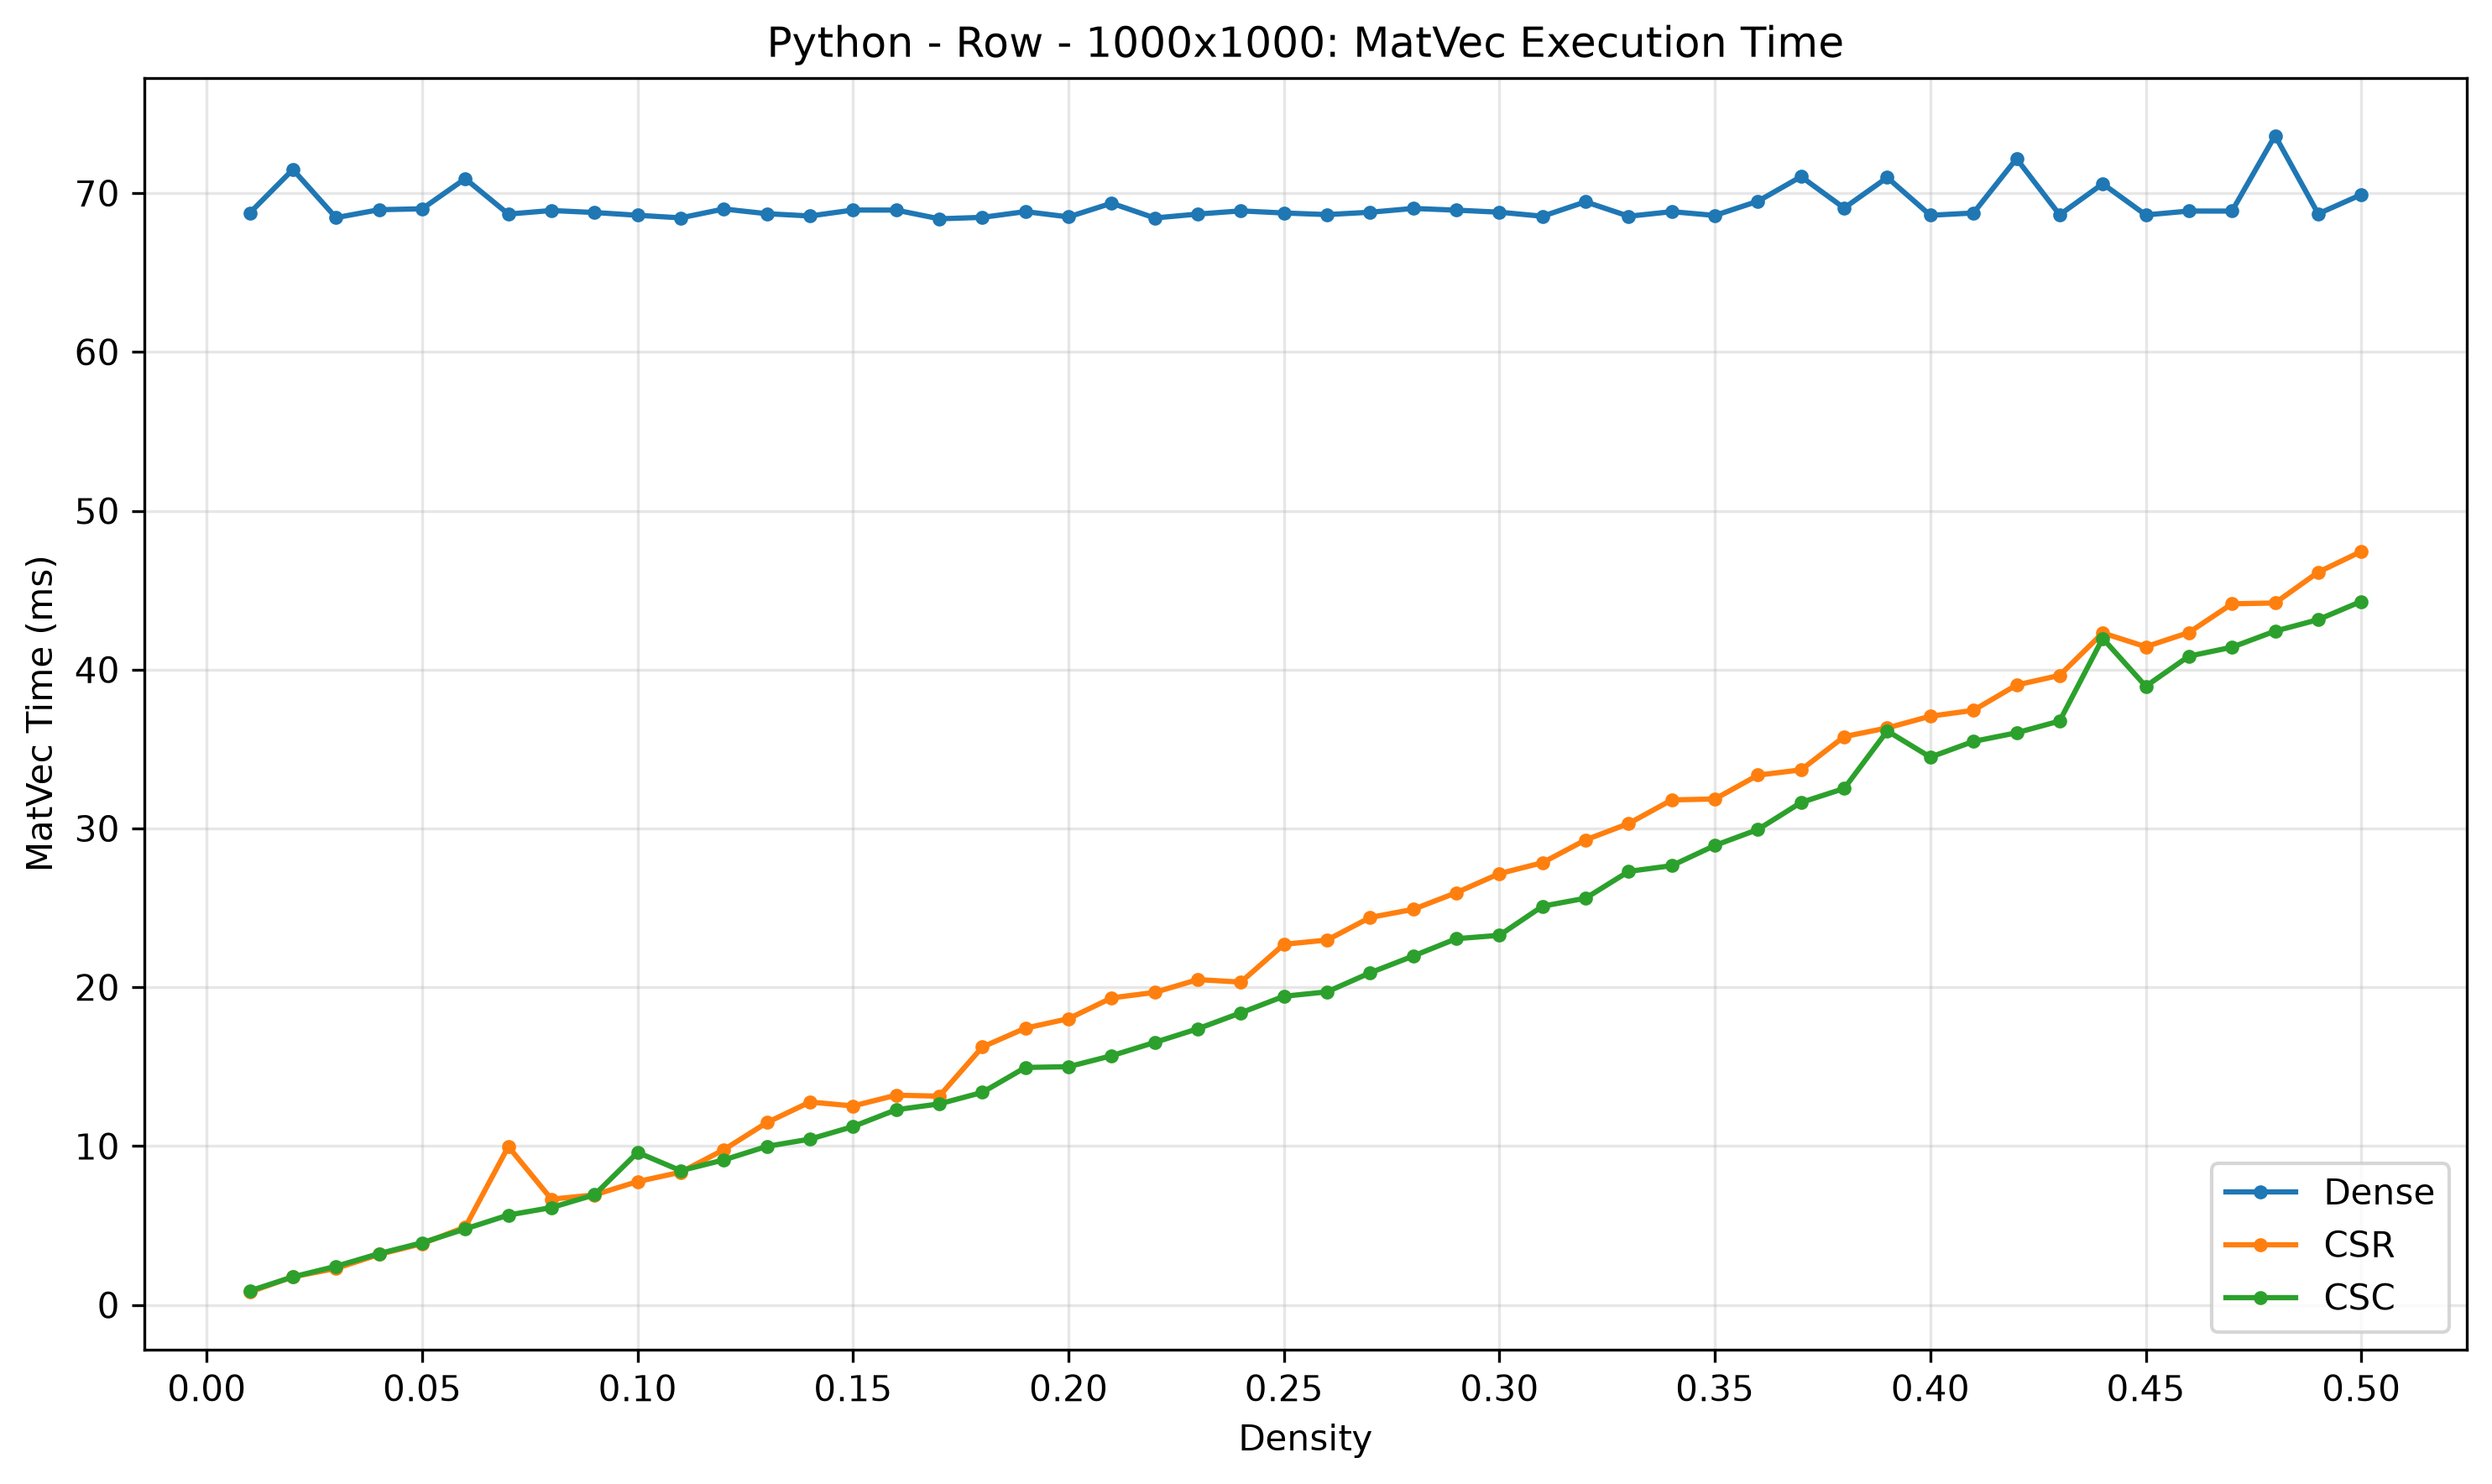 Python - Row - 1000x1000: MatVec Execution Time
MatVec Time (ms)
70
60
50
40
30
20
10
0
0.00 0.05 0.10 0.15 0.20 0.25 0.30 0.35 0.40 0.45 0.50
Density
Dense
CSR
CSC